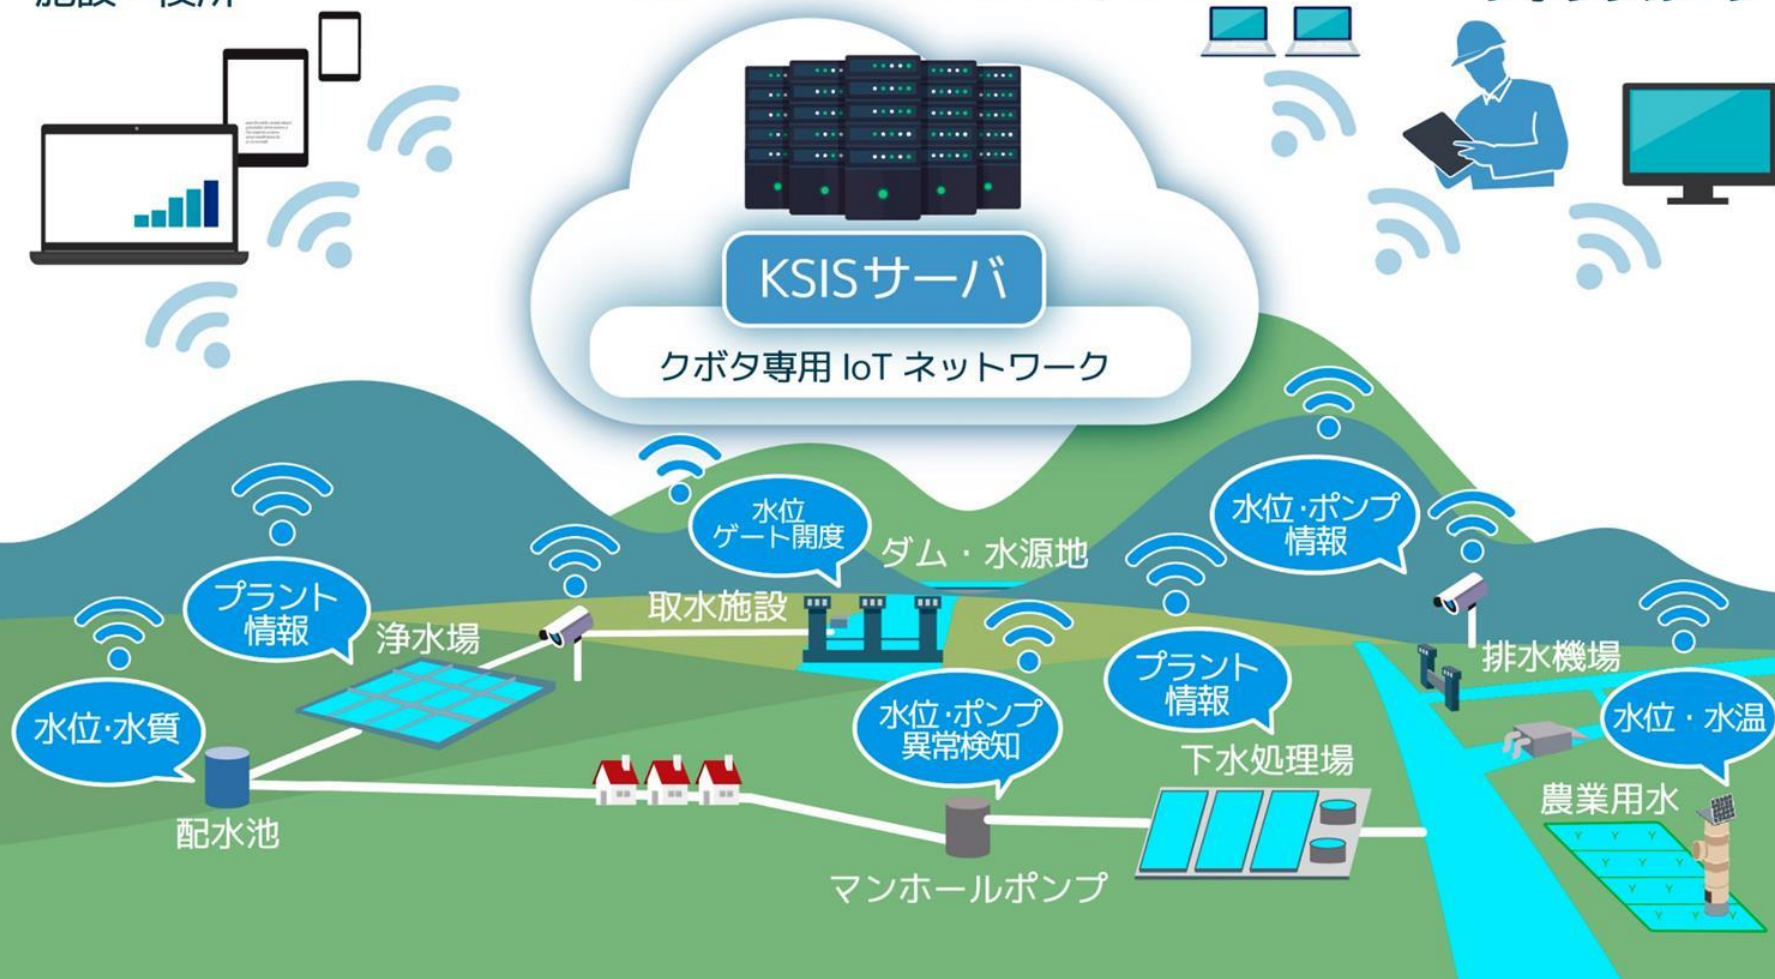 施設・役所
KSISサーバ
クボタ専用 IoT ネットワーク
水位
ゲート開度
ダム・水源地
水位・ポンプ
情報
プラント
情報
浄水場
取水施設
排水機場
水位・水質
水位・ポンプ
異常検知
プラント
情報
水位・水温
下水処理場
農業用水
配水池
マンホールポンプ